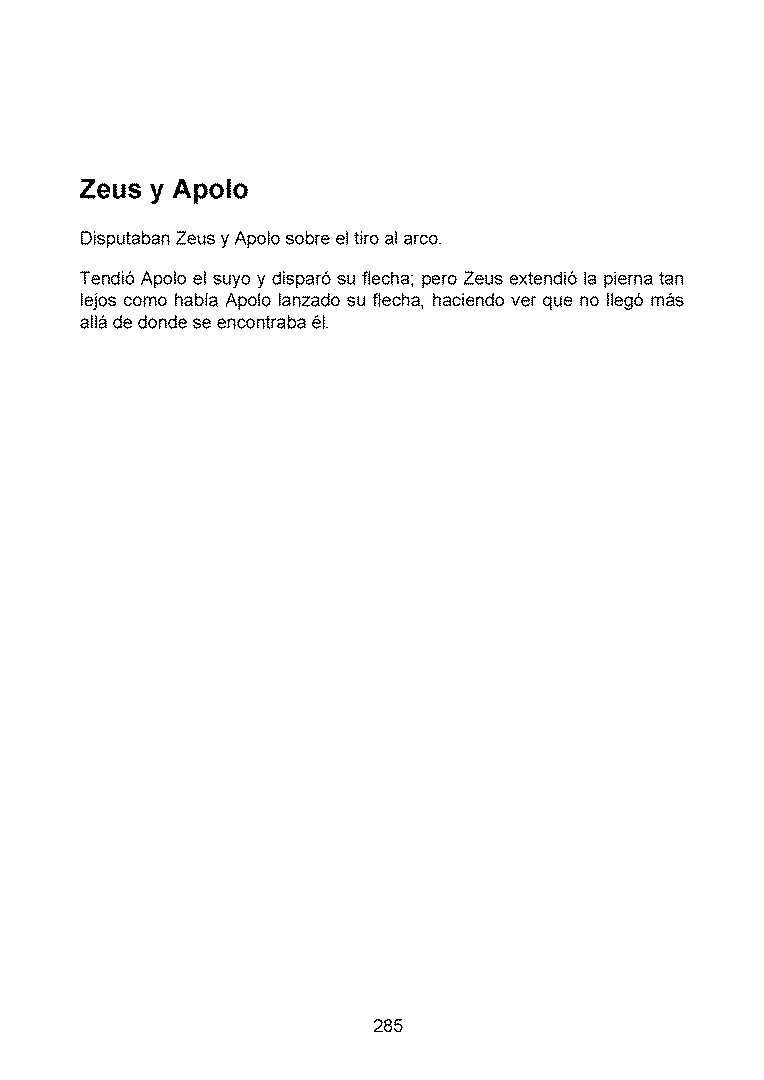 Zeus y Apolo
Disputaban Zeus y Apolo sobre el tiro al arco.
Tendió Apolo el suyo y disparó su flecha; pero Zeus extendió la pierna tan
lejos como había Apolo lanzado su flecha, haciendo ver que no llegó más
allá de donde se encontraba él.
285